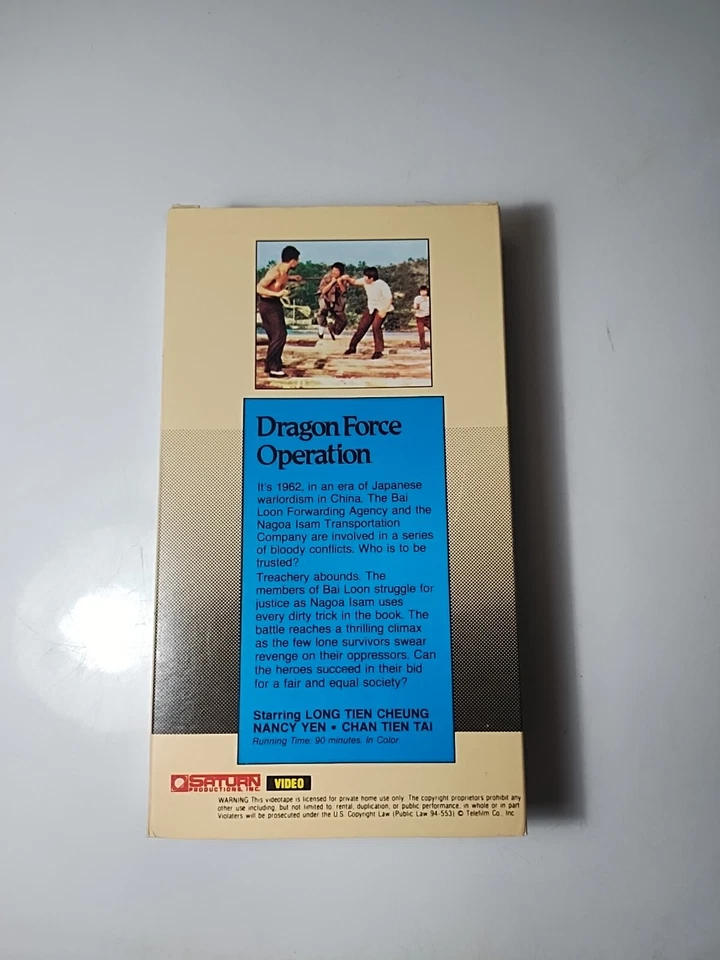 Dragon Force
Operation
It's 1962, in an era of Japanese
warlordism in China. The Bai
Loon Forwarding Agency and the
Nagoa Isam Transportation
Company are involved in a series
of bloody conflicts. Who is to be
trusted?
Treachery abounds. The
members of Bai Loon struggle for
justice as Nagoa Isam uses
every dirty trick in the book. The
battle reaches a thrilling climax
as the few lone survivors swear
revenge on their oppressors. Can
the heroes succeed in their bid
for a fair and equal society?
Starring LONG TIEN CHEUNG
NANCY YEN • CHAN TIEN TAI
Running Time: 90 minutes. In Color.
SATURN VIDEO
PRODUCTIONS, INC.
WARNING This videotape is licensed for private home use only. The copyright proprietors prohibit any
other use including, but not limited to: rental, duplication, or public performance, in whole or in part
Violaters will be prosecuted under the U.S. Copyright Law (Public Law 94-553) © Telefilm Co., Inc.